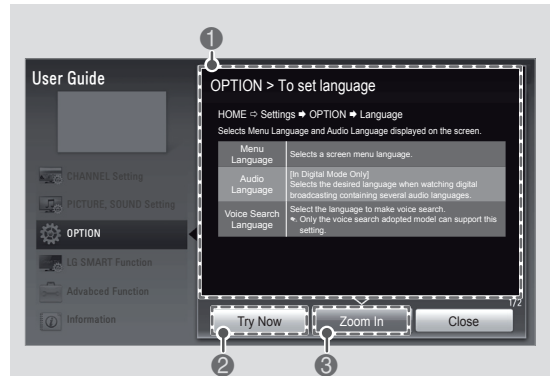 1
User Guide
OPTION > To set language
HOME ⇨ Settings ➡ OPTION ➡ Language
Selects Menu Language and Audio Language displayed on the screen.
Menu Language
Selects a screen menu language.
Audio Language
[In Digital Mode Only]
Selects the desired language when watching digital
broadcasting containing several audio languages.
Voice Search Language
Select the language to make voice search.
✦. Only the voice search adopted model can support this
setting.
CHANNEL Setting
PICTURE, SOUND Setting
OPTION
LG SMART Function
Advabced Function
Information
1/2
Try Now
Zoom In
Close
2
3